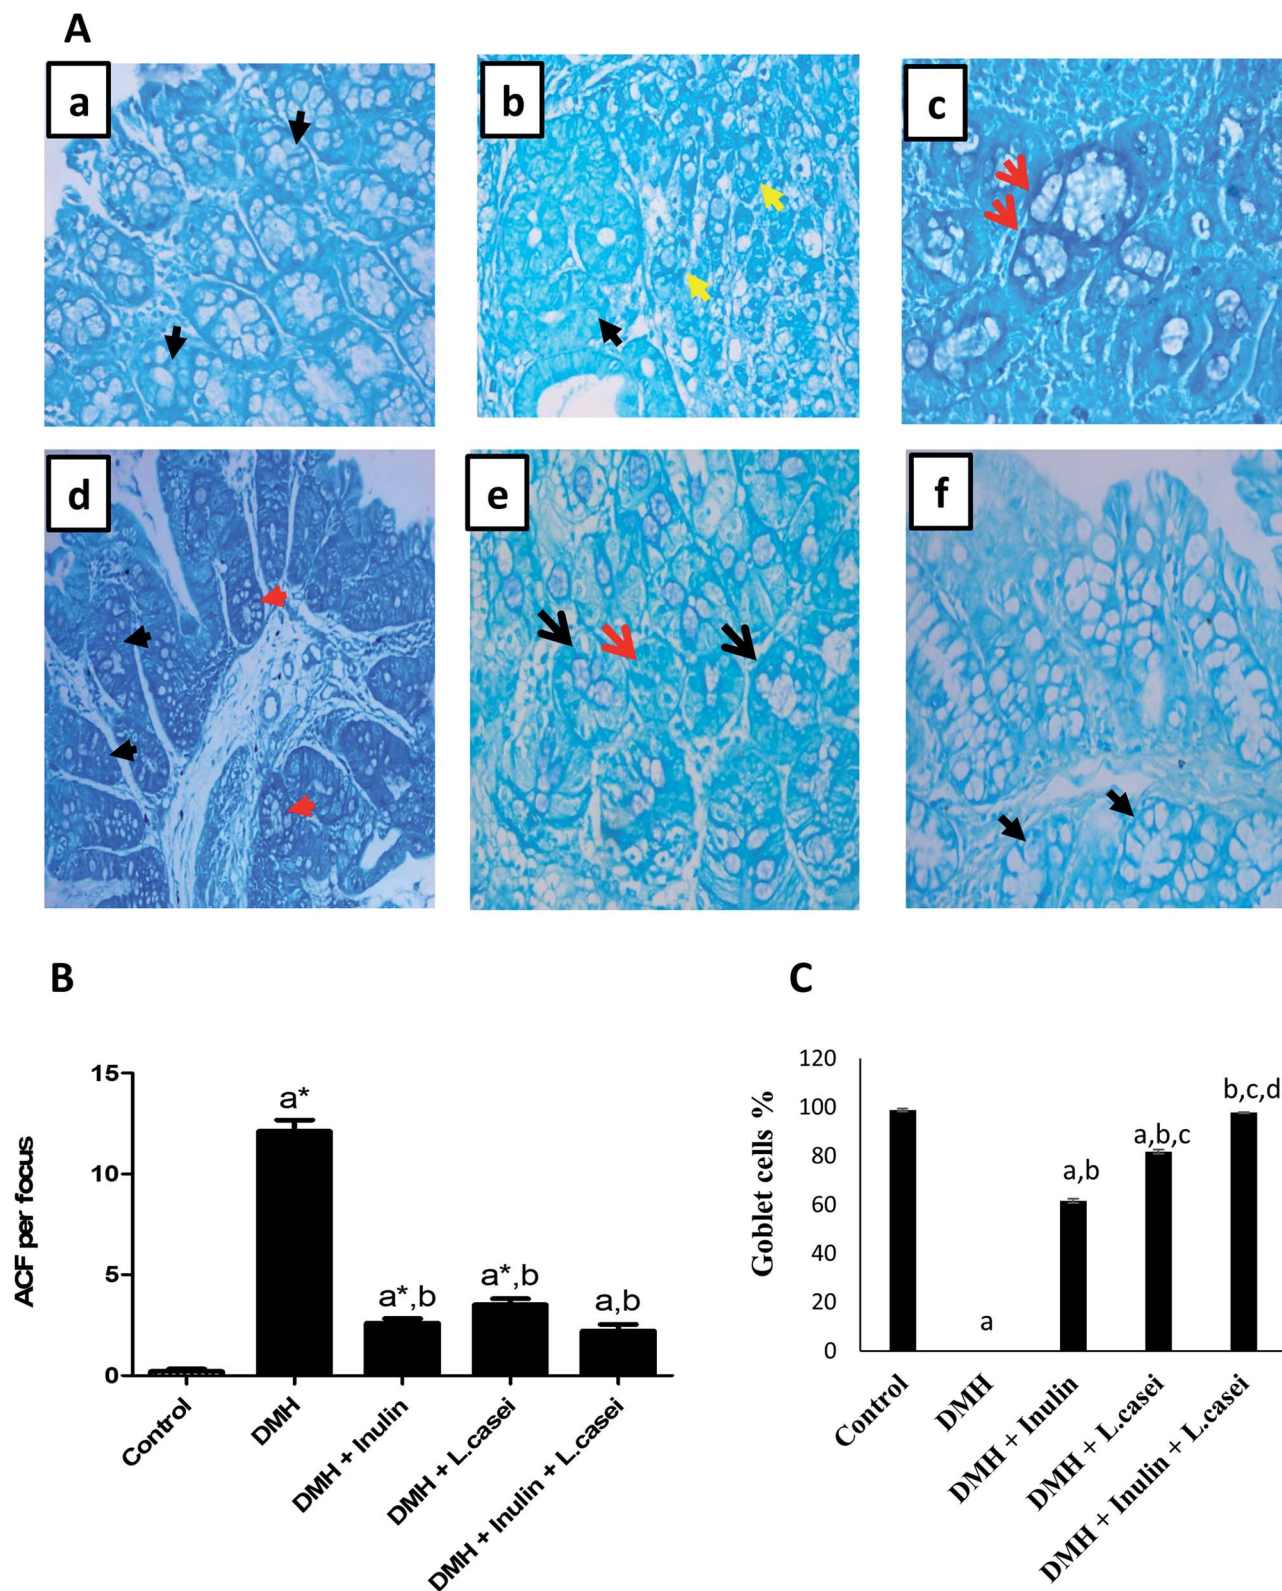 A
a
b
c
d
e
f
B
C
ACF per focus
15
10
5
0
a*
a*,b
a*,b
a,b
Control
DMH
DMH + Inulin
DMH + L.casei
DMH + Inulin + L.casei
Goblet cells %
120
100
80
60
40
20
0
a
a,b
a,b,c
b,c,d
Control
DMH
DMH + Inulin
DMH + L.casei
DMH + Inulin + L.casei